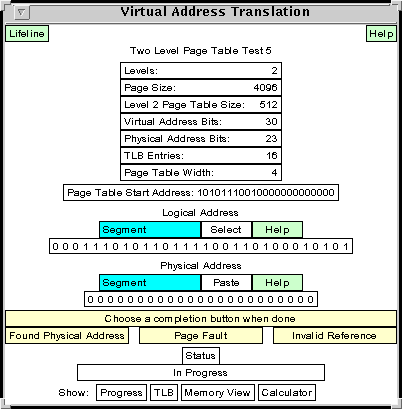 Virtual Address Translation
Lifeline
Help
Two Level Page Table Test 5
Levels: 2
Page Size: 4096
Level 2 Page Table Size: 512
Virtual Address Bits: 30
Physical Address Bits: 23
TLB Entries: 16
Page Table Width: 4
Page Table Start Address: 10101110010000000000000
Logical Address
Segment Select Help
0 0 0 1 1 1 0 1 0 1 1 0 1 1 1 1 0 0 1 1 0 1 0 0 0 1 0 1 0 1
Physical Address
Segment Paste Help
0 0 0 0 0 0 0 0 0 0 0 0 0 0 0 0 0 0 0 0 0 0 0
Choose a completion button when done
Found Physical Address Page Fault Invalid Reference
Status
In Progress
Show: Progress TLB Memory View Calculator